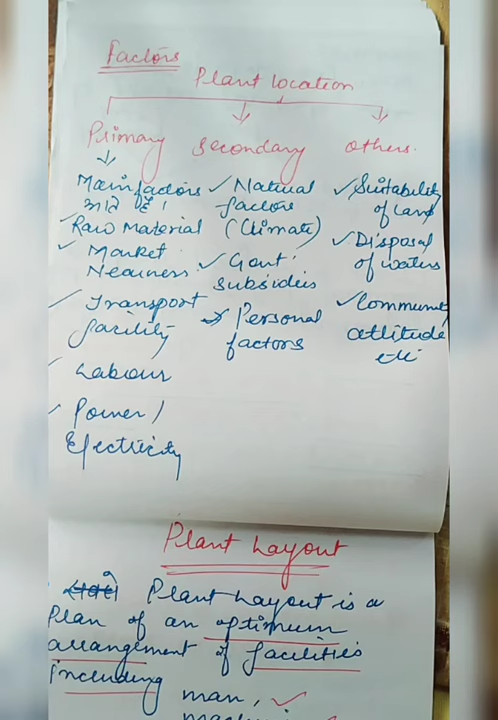 Factors
Plant location
Primary
Main factors
आते हैं।
Raw Material
Market
Nearness
Transport
facility
Labour
Power /
Electricity
secondary
Natural
factors
(Climate)
Govt'
subsidies
Personal
factors
others.
Suitability
of land
Disposal
of waters
Community
attitude
etc
Plant Layout
Plant Layout is a
Plan of an optimum
arrangement of facilities
including man,